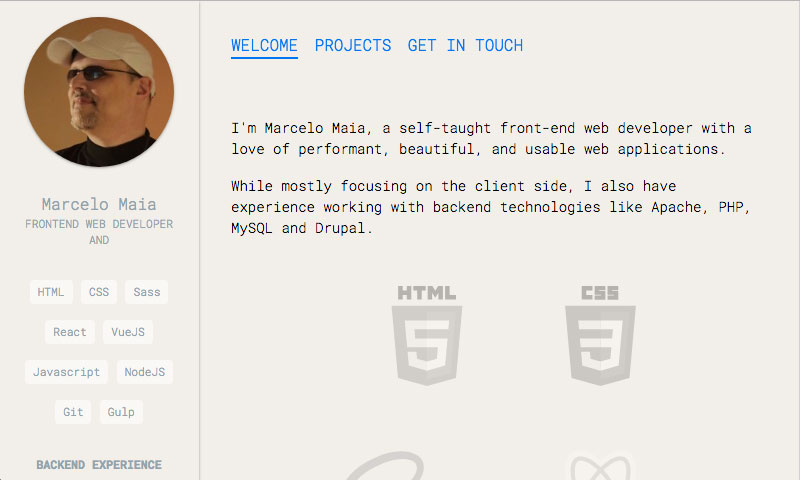 Marcelo Maia
FRONTEND WEB DEVELOPER
AND
HTML CSS Sass
React VueJS
Javascript NodeJS
Git Gulp
BACKEND EXPERIENCE
WELCOME PROJECTS GET IN TOUCH
I'm Marcelo Maia, a self-taught front-end web developer with a
love of performant, beautiful, and usable web applications.
While mostly focusing on the client side, I also have
experience working with backend technologies like Apache, PHP,
MySQL and Drupal.
HTML CSS
5 3